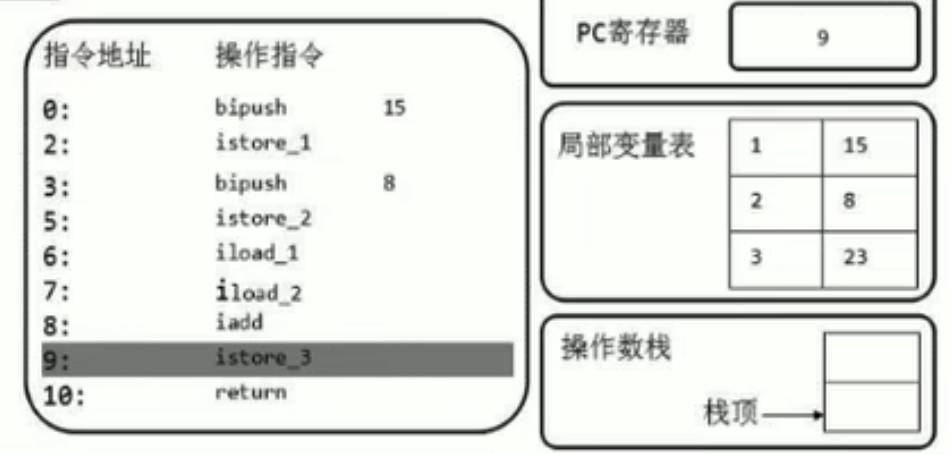 指令地址 操作指令
0: bipush 15
2: istore_1
3: bipush 8
5: istore_2
6: iload_1
7: iload_2
8: iadd
9: istore_3
10: return
PC寄存器 9
局部变量表
1 15
2 8
3 23
操作数栈
栈顶